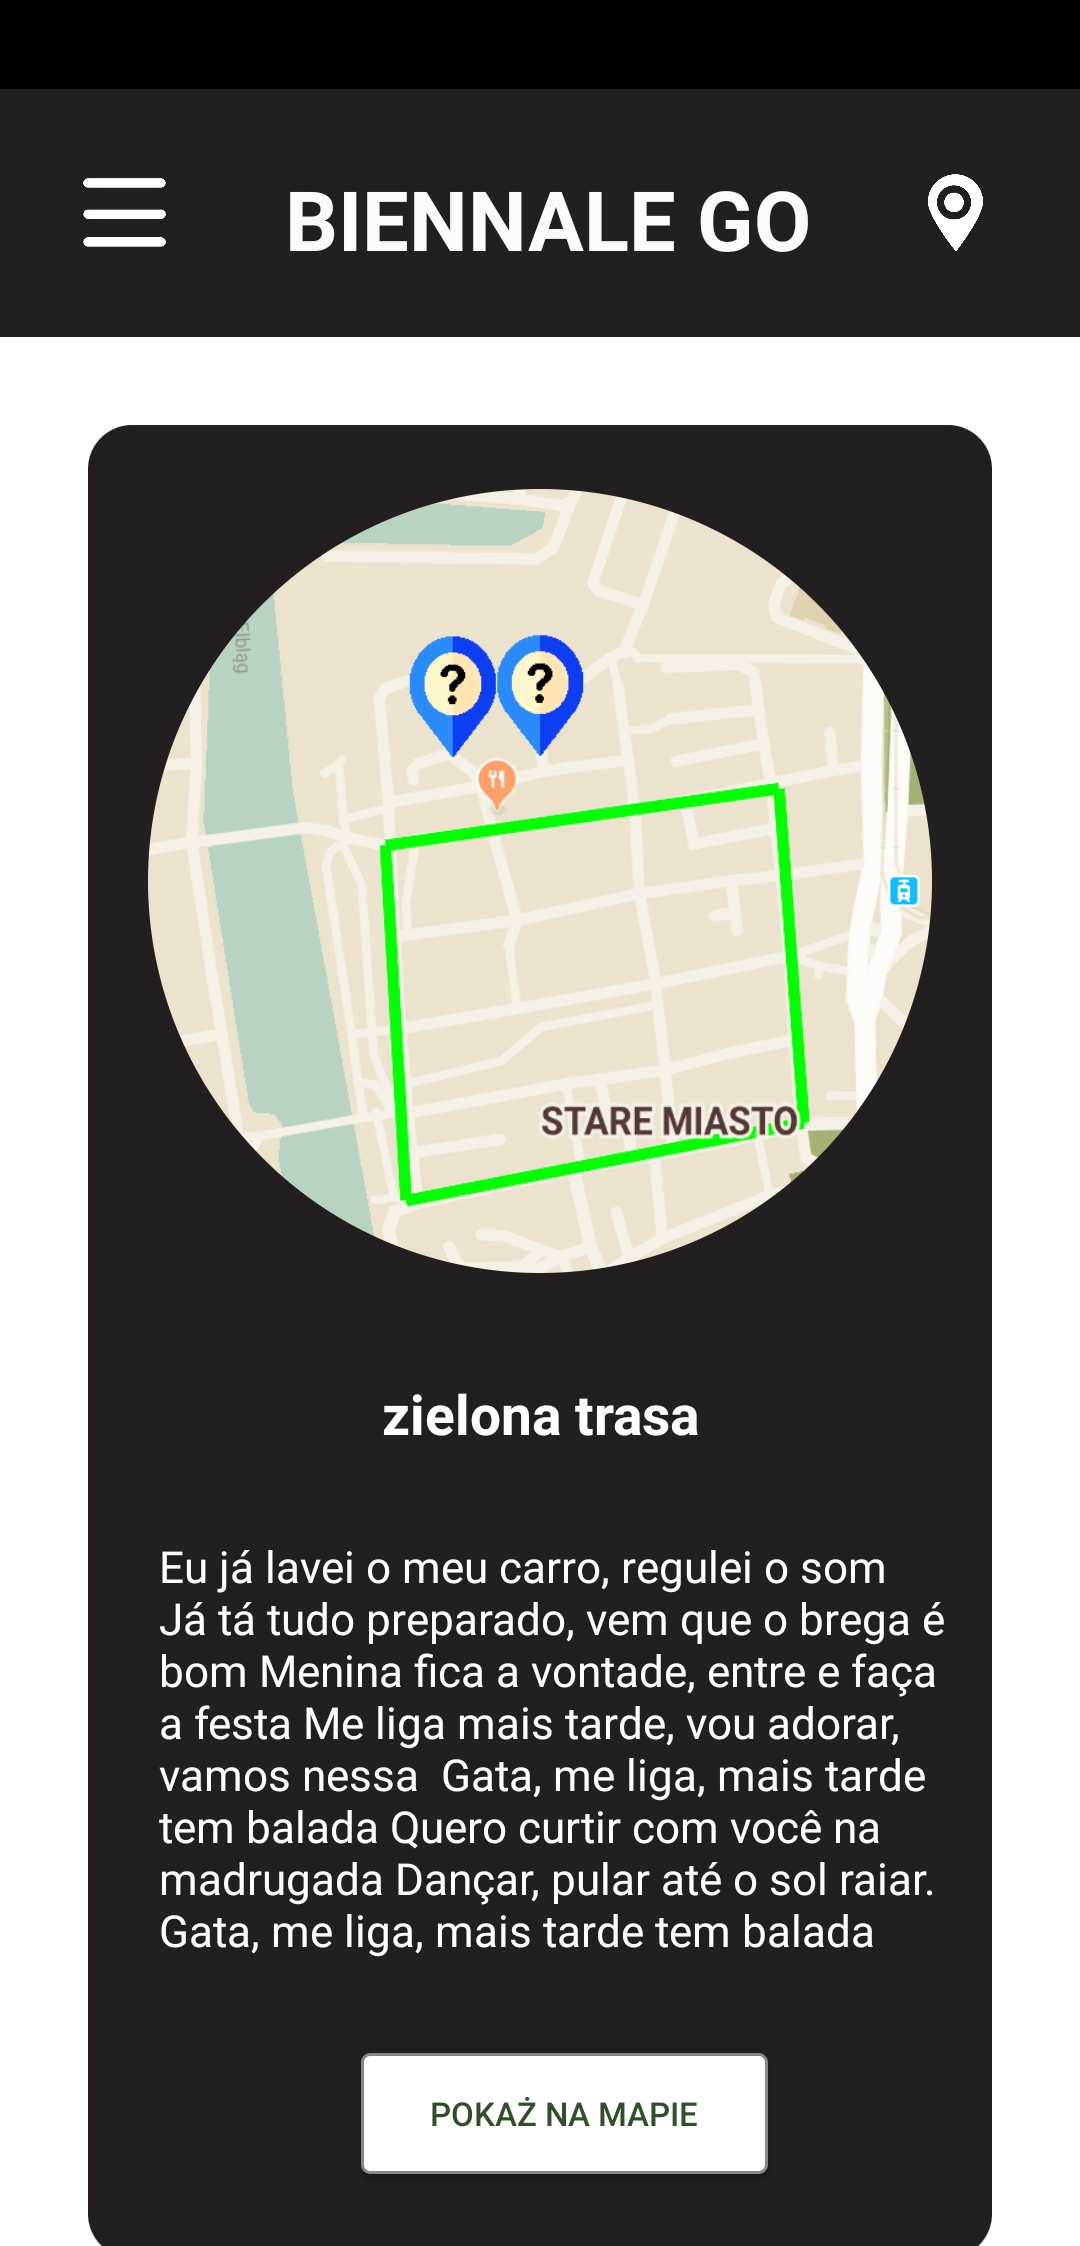 BIENNALE GO
Elbląg
?
?
STARE MIASTO
zielona trasa
Eu já lavei o meu carro, regulei o som
Já tá tudo preparado, vem que o brega é
bom Menina fica a vontade, entre e faça
a festa Me liga mais tarde, vou adorar,
vamos nessa  Gata, me liga, mais tarde
tem balada Quero curtir com você na
madrugada Dançar, pular até o sol raiar.
Gata, me liga, mais tarde tem balada
POKAŻ NA MAPIE